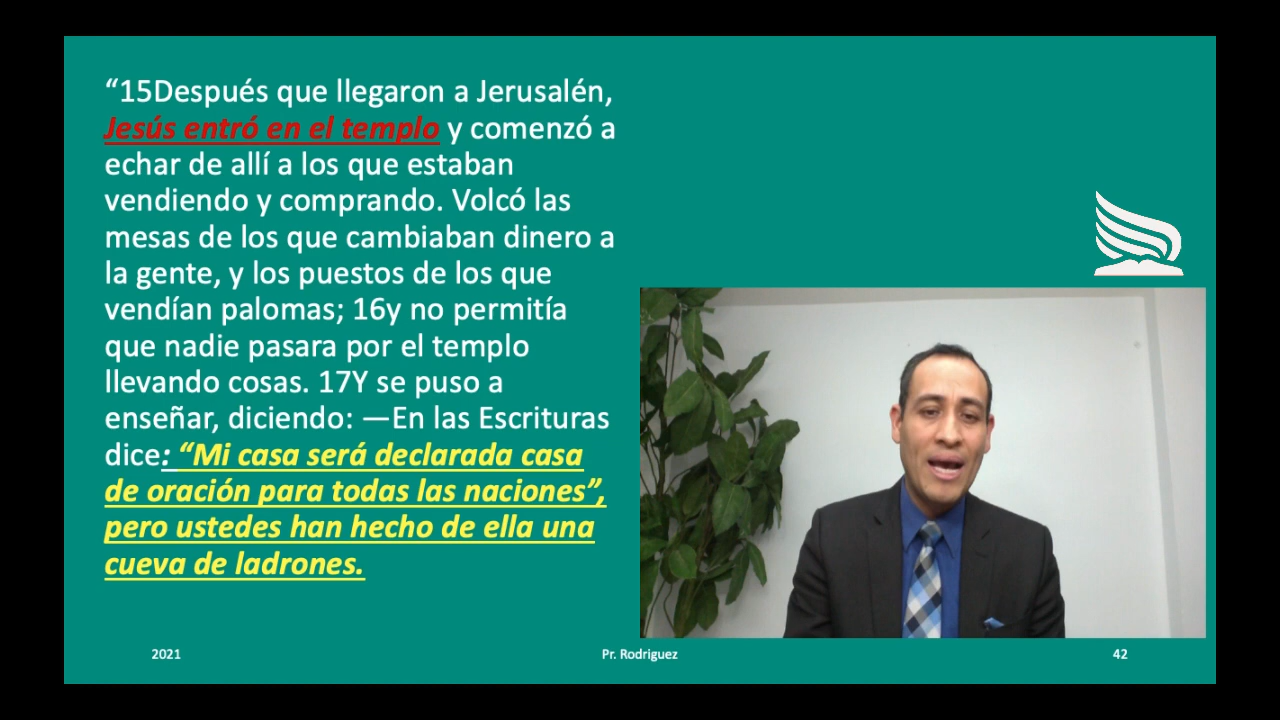 “15Después que llegaron a Jerusalén,
Jesús entró en el templo y comenzó a
echar de allí a los que estaban
vendiendo y comprando. Volcó las
mesas de los que cambiaban dinero a
la gente, y los puestos de los que
vendían palomas; 16y no permitía
que nadie pasara por el templo
llevando cosas. 17Y se puso a
enseñar, diciendo: —En las Escrituras
dice: “Mi casa será declarada casa
de oración para todas las naciones”,
pero ustedes han hecho de ella una
cueva de ladrones.
2021
Pr. Rodriguez
42